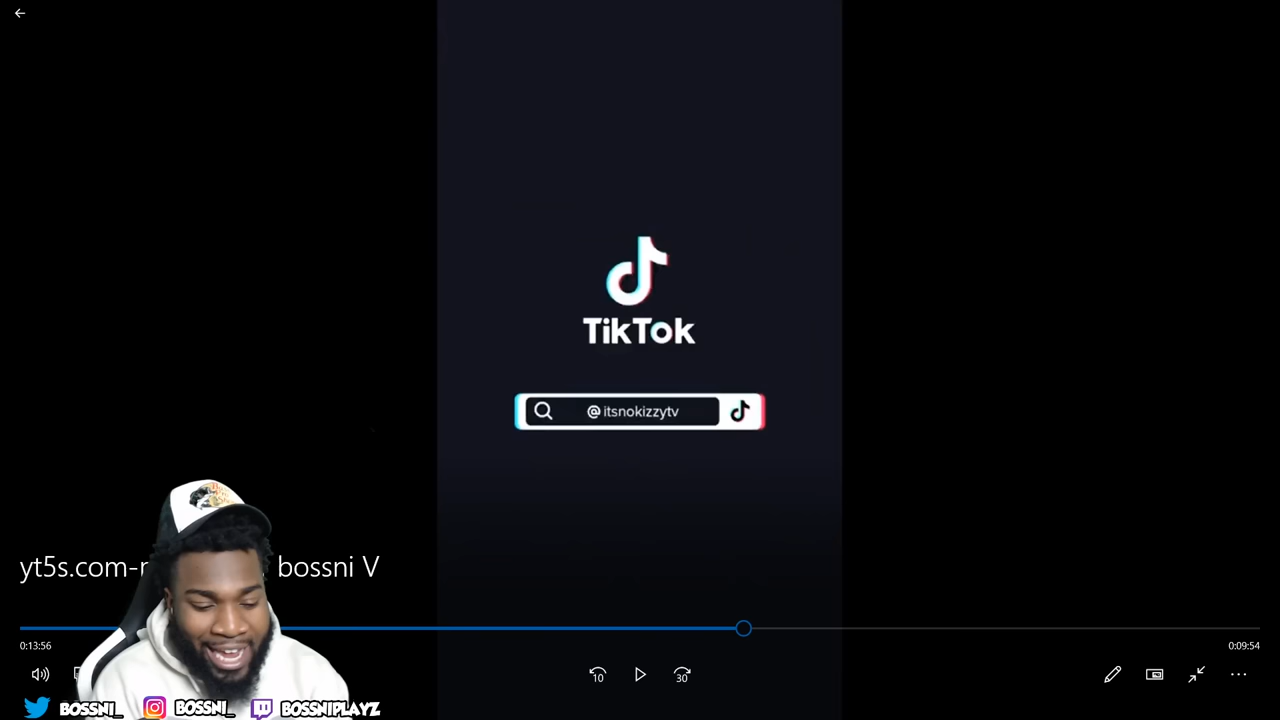 TikTok
@itsnokizzytv
yt5s.com- bossni V
0:13:56
0:09:54
10
30
BOSSNI_
BOSSNI_
BOSSNIPLAYZ